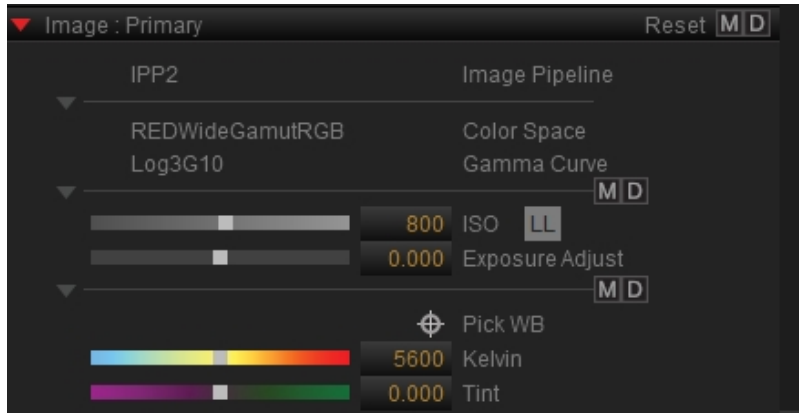 Image : Primary Reset M D
IPP2 Image Pipeline
REDWideGamutRGB Color Space
Log3G10 Gamma Curve
M D
800 ISO LL
0.000 Exposure Adjust
M D
Pick WB
5600 Kelvin
0.000 Tint